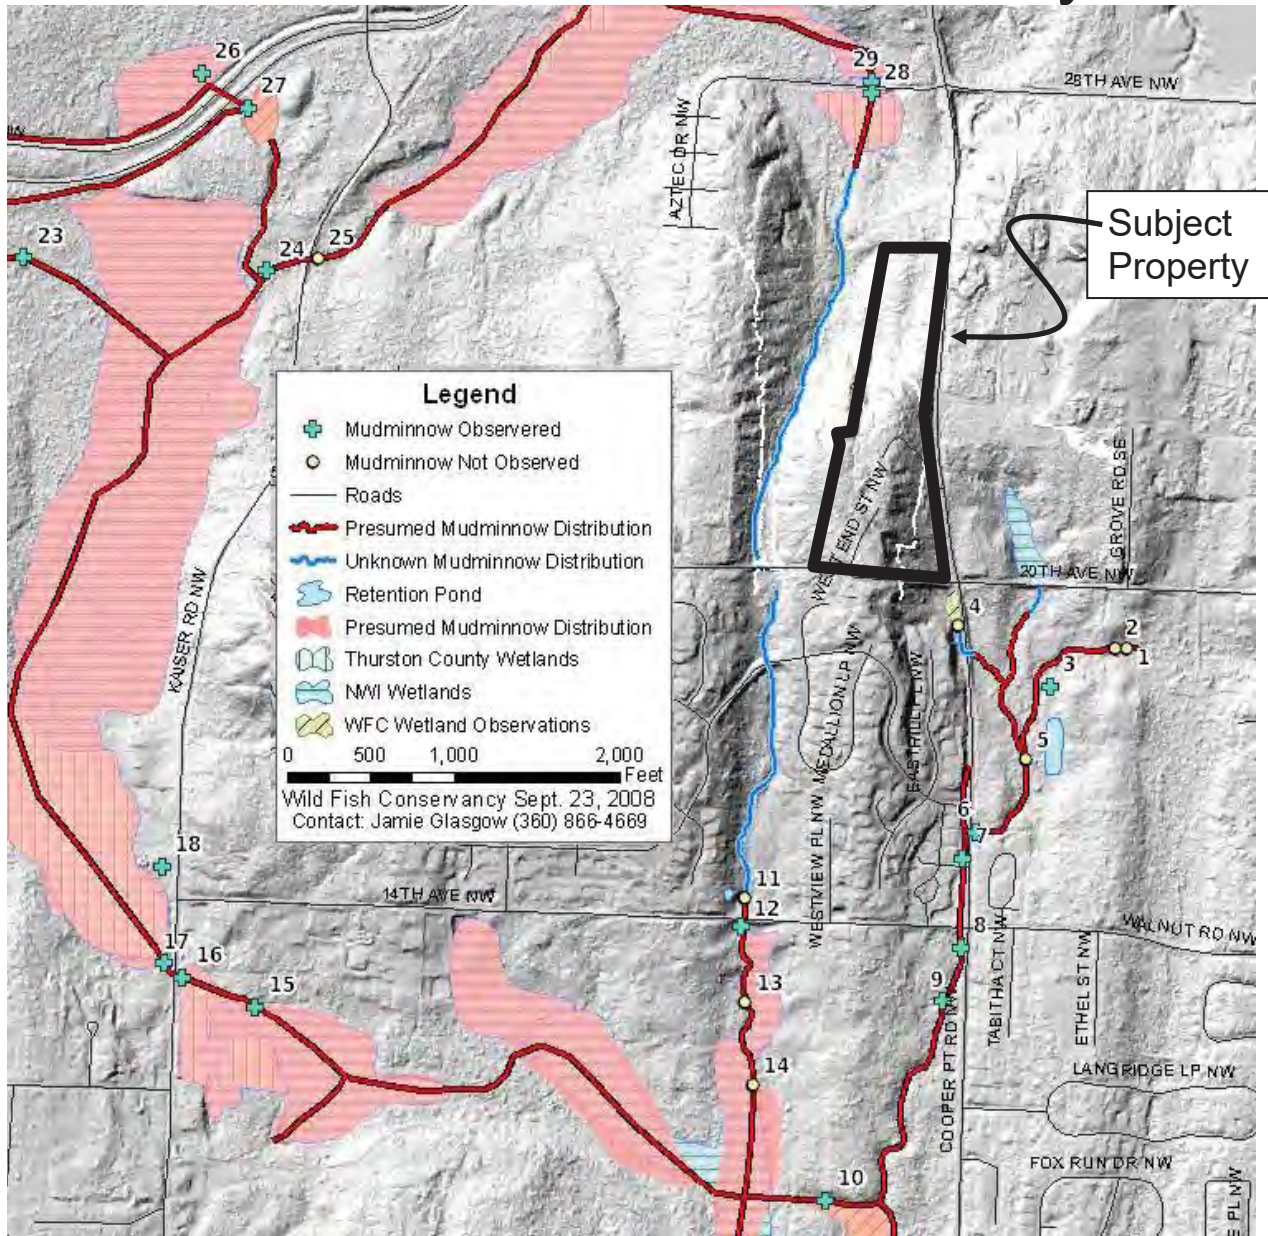 26
27
29
28
28TH AVE NW
AZTEC DR NW
Subject
Property
23
24
25
Legend
Mudminnow Observered
Mudminnow Not Observed
Roads
Presumed Mudminnow Distribution
Unknown Mudminnow Distribution
Retention Pond
Presumed Mudminnow Distribution
Thurston County Wetlands
NWI Wetlands
WFC Wetland Observations
0 500 1,000 2,000
Feet
Wild Fish Conservancy Sept. 23, 2008
Contact: Jamie Glasgow (360) 866-4669
WEST END ST NW
GROVE RD SE
20TH AVE NW
KAISER RD NW
4
2
1
3
5
MEDALLION LP NW
EASTHILL PL NW
WESTVIEW PL NW
6
7
18
14TH AVE NW
11
12
8
WALNUT RD NW
17
16
15
13
9
TABITHA CT NW
ETHEL ST NW
14
COOPER PT RD NW
LANGRIDGE LP NW
10
FOX RUN DR NW
E PL NW